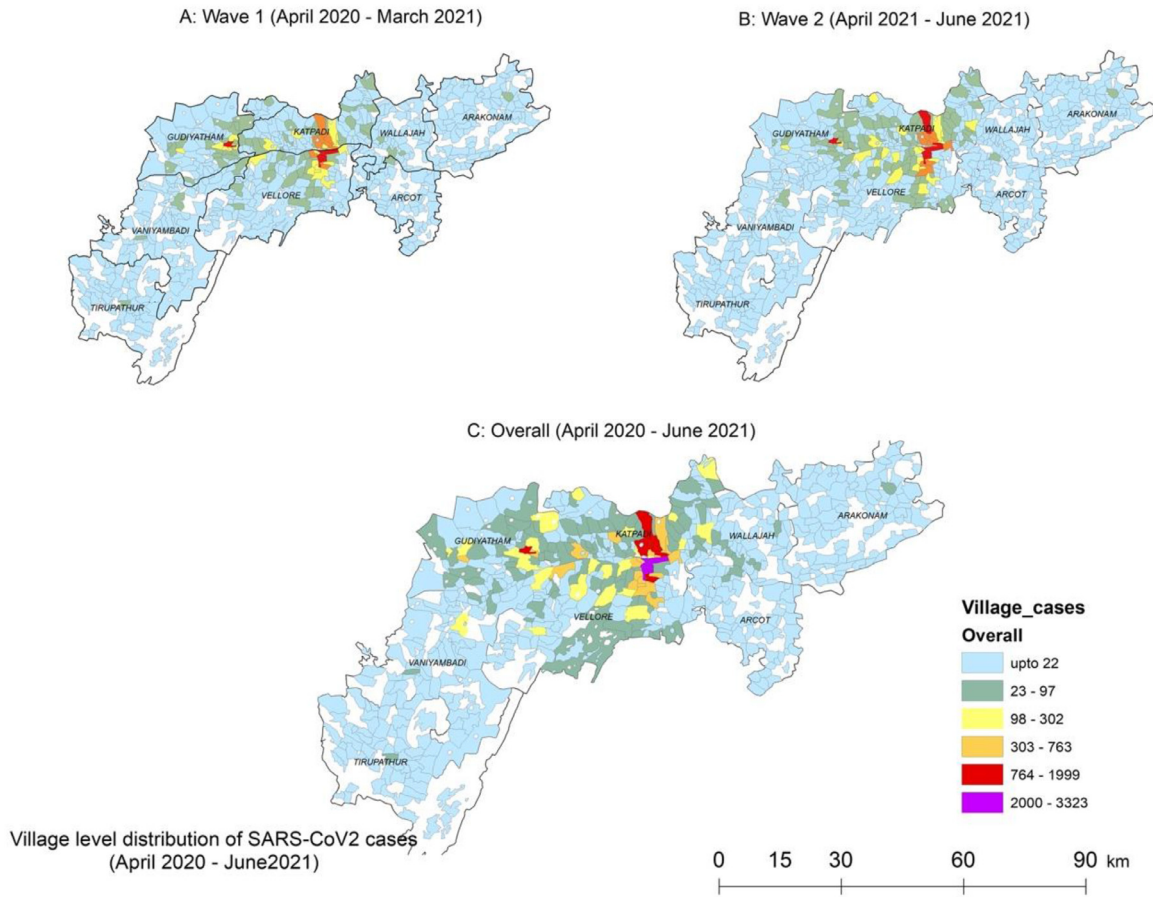 A: Wave 1 (April 2020 - March 2021)
B: Wave 2 (April 2021 - June 2021)
GUDIYATHAM
KATPADI
WALLAJAH
ARAKONAM
VELLORE
ARCOT
VANIYAMBADI
TIRUPATHUR
GUDIYATHAM
KATPADI
WALLAJAH
ARAKONAM
VELLORE
ARCOT
VANIYAMBADI
TIRUPATHUR
C: Overall (April 2020 - June 2021)
GUDIYATHAM
KATPADI
WALLAJAH
ARAKONAM
VELLORE
ARCOT
VANIYAMBADI
TIRUPATHUR
Village_cases
Overall
upto 22
23 - 97
98 - 302
303 - 763
764 - 1999
2000 - 3323
Village level distribution of SARS-CoV2 cases
(April 2020 - June2021)
0 15 30 60 90 km